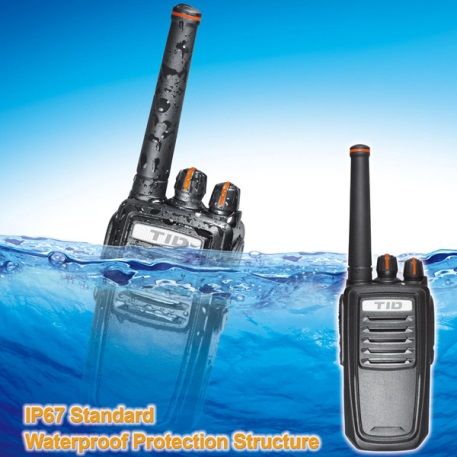 TID
TID
IP67 Standard
Waterproof Protection Structure